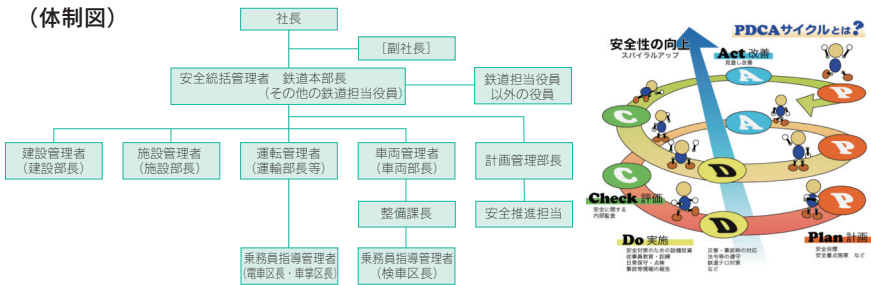 (体制図)
社長
[副社長]
安全統括管理者 鉄道本部長
(その他の鉄道担当役員)
鉄道担当役員
以外の役員
建設管理者
(建設部長)
施設管理者
(施設部長)
運転管理者
(運輸部長等)
車両管理者
(車両部長)
計画管理部長
整備課長
安全推進担当
乗務員指導管理者
(電車区長・車掌区長)
乗務員指導管理者
(検車区長)
PDCAサイクルとは?
安全性の向上
スパイラルアップ
Act 改善
見直し改善
A
P
C
A
P
D
C
P
D
Check 評価
安全に関する
内部監査
Do 実施
安全対策のための設備投資
従事員教育・訓練
日常保守・点検
事故等情報の報告
災害・事故時の対応
法令等の遵守
鉄道テロ対策
など
Plan 計画
安全目標
安全重点施策 など